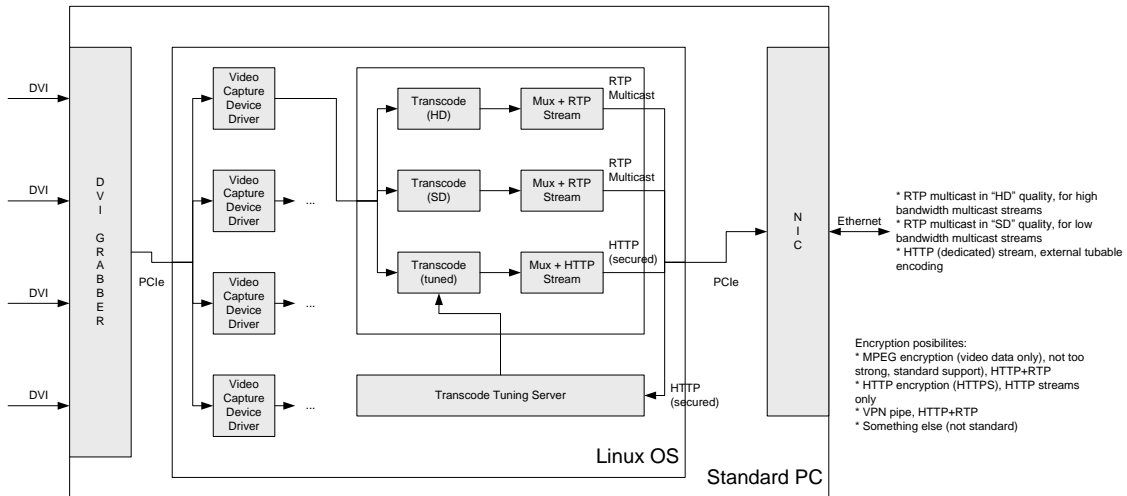 DVI
DVI
DVI
DVI
D
V
I
G
R
A
B
B
E
R
PCIe
Video
Capture
Device
Driver
Video
Capture
Device
Driver
...
Video
Capture
Device
Driver
...
Video
Capture
Device
Driver
...
Transcode
(HD)
Mux + RTP
Stream
RTP
Multicast
Transcode
(SD)
Mux + RTP
Stream
RTP
Multicast
Transcode
(tuned)
Mux + HTTP
Stream
HTTP
(secured)
Transcode Tuning Server
HTTP
(secured)
Linux OS
PCIe
N
I
C
Standard PC
Ethernet
* RTP multicast in “HD” quality, for high
bandwidth multicast streams
* RTP multicast in “SD” quality, for low
bandwidth multicast streams
* HTTP (dedicated) stream, external tubable
encoding
Encryption posibilites:
* MPEG encryption (video data only), not too
strong, standard support), HTTP+RTP
* HTTP encryption (HTTPS), HTTP streams
only
* VPN pipe, HTTP+RTP
* Something else (not standard)